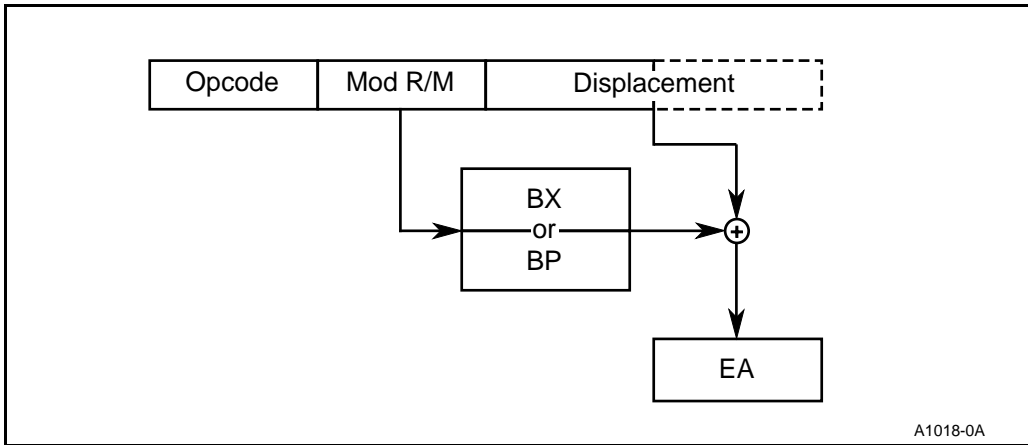 Opcode Mod R/M Displacement
BX
or
BP
+
EA
A1018-0A